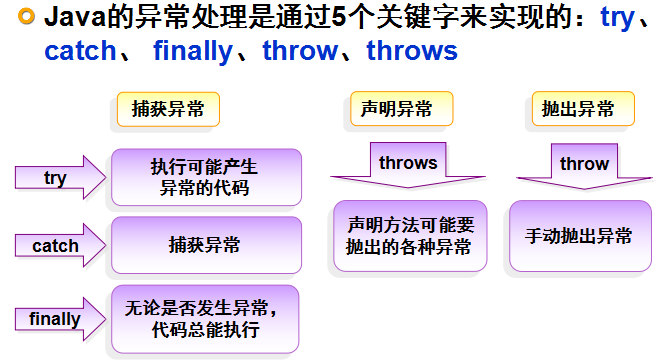 Java的异常处理是通过5个关键字来实现的：try、
catch、 finally、throw、throws
捕获异常
声明异常
抛出异常
try
执行可能产生
异常的代码
throws
throw
catch
捕获异常
声明方法可能要
抛出的各种异常
手动抛出异常
finally
无论是否发生异常，
代码总能执行